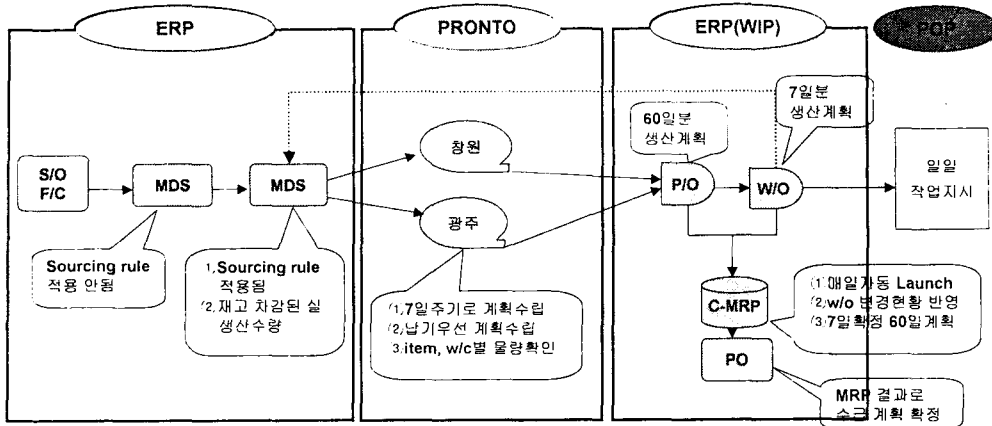 ERP
PRONTO
ERP(WIP)
POP
7일분
생산계획
60일분
생산계획
창원
S/O
F/C
MDS
MDS
P/O
W/O
일일
작업지시
광주
Sourcing rule
적용 안됨
1.Sourcing rule
적용됨
(2.재고 차감된 실
생산수량
(1.7일주기로 계획수립
(2.납기우선 계획수립
(3.item, w/c별 물량확인
C-MRP
(1.매일자동 Launch
(2.w/o 변경현황 반영
(3.7일확정 60일계획
PO
MRP 결과로
수급 계획 확정